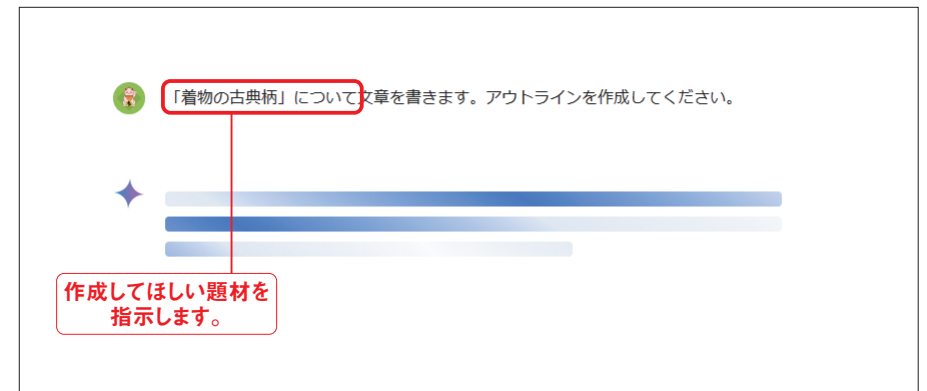 「着物の古典柄」について文章を書きます。アウトラインを作成してください。
作成してほしい題材を
指示します。